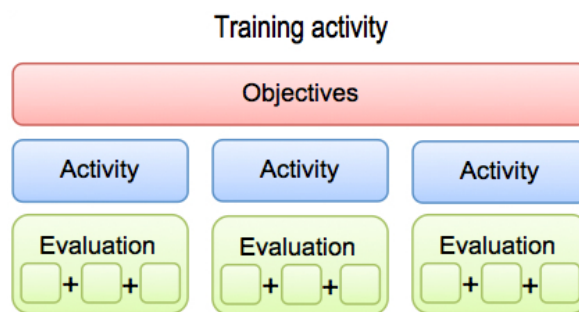 Training activity
Objectives
Activity Activity Activity
Evaluation Evaluation Evaluation
+ + + + + +